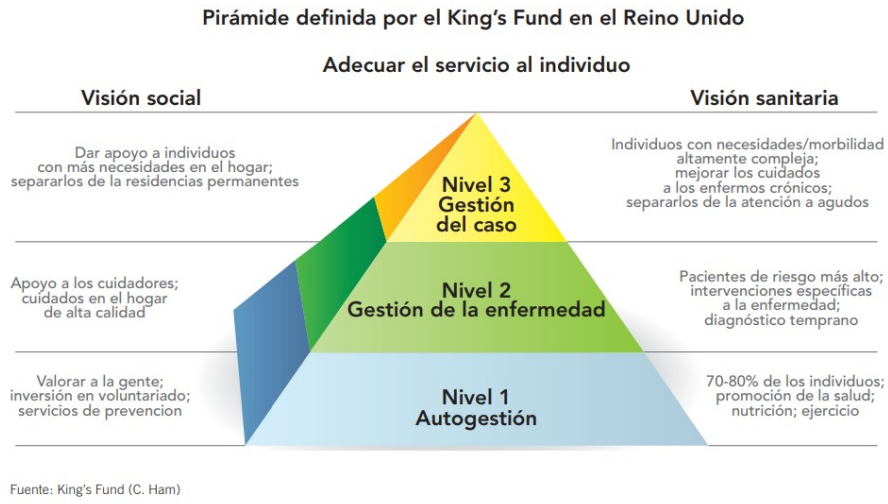 Pirámide definida por el King's Fund en el Reino Unido
Adecuar el servicio al individuo
Visión social
Visión sanitaria
Dar apoyo a individuos
con más necesidades en el hogar;
separarlos de la residencias permanentes
Nivel 3
Gestión
del caso
Individuos con necesidades/morbilidad
altamente compleja;
mejorar los cuidados
a los enfermos crónicos;
separarlos de la atención a agudos
Apoyo a los cuidadores;
cuidados en el hogar
de alta calidad
Nivel 2
Gestión de la enfermedad
Pacientes de riesgo más alto;
intervenciones específicas
a la enfermedad;
diagnóstico temprano
Valorar a la gente;
inversión en voluntariado;
servicios de prevencion
Nivel 1
Autogestión
70-80% de los individuos;
promoción de la salud;
nutrición; ejercicio
Fuente: King's Fund (C. Ham)